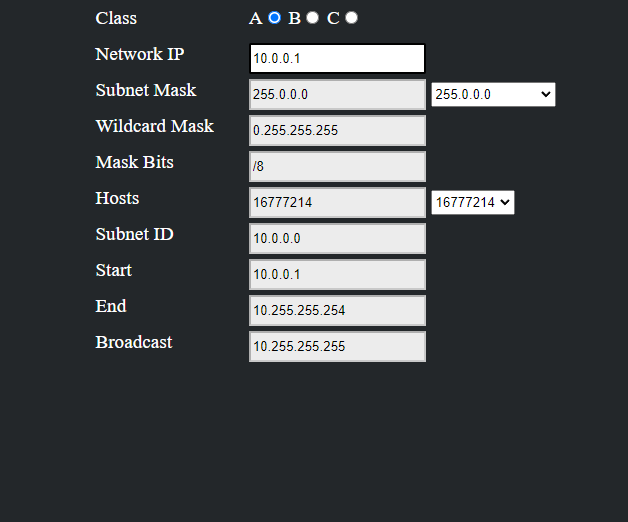 Class A B C
Network IP 10.0.0.1
Subnet Mask 255.0.0.0 255.0.0.0
Wildcard Mask 0.255.255.255
Mask Bits /8
Hosts 16777214 16777214
Subnet ID 10.0.0.0
Start 10.0.0.1
End 10.255.255.254
Broadcast 10.255.255.255